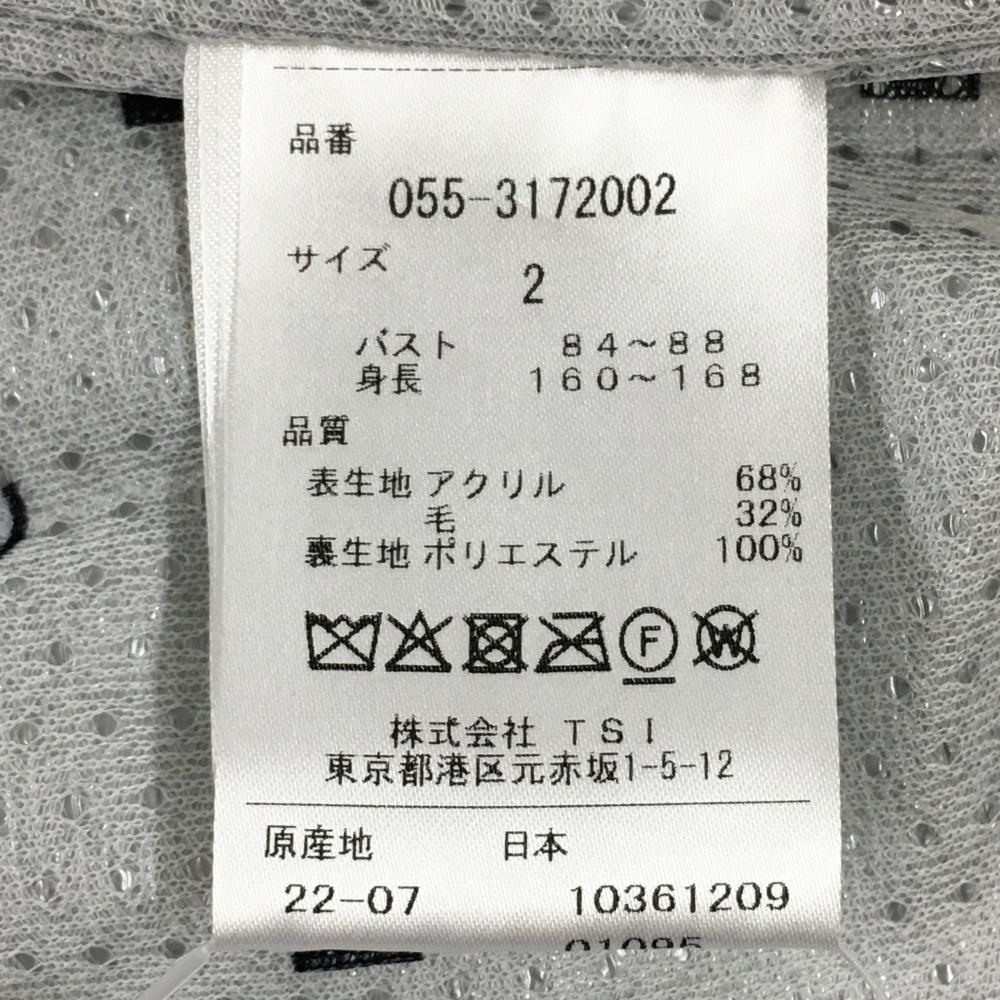 品番
055-3172002
サイズ
2
バスト 84～88
身長 160～168
品質
表生地 アクリル 68%
毛 32%
裏生地 ポリエステル 100%
F W
株式会社 TSI
東京都港区元赤坂1-5-12
原産地 日本
22-07 10361209